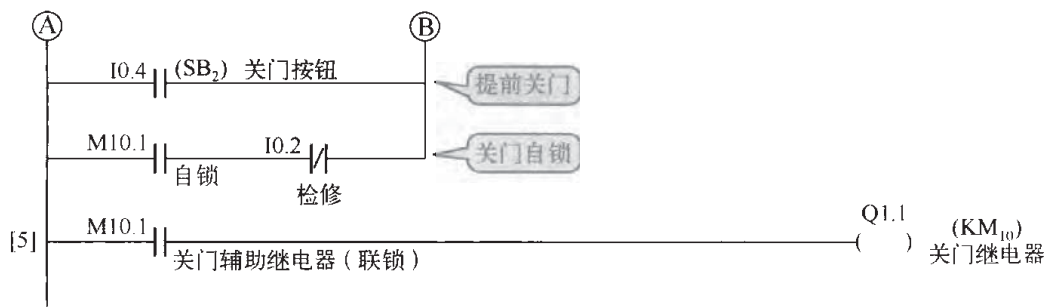 A B
I0.4 (SB₂) 关门按钮 提前关门
M10.1 I0.2 关门自锁
自锁 检修
[5] M10.1 Q1.1 (KM₁₀)
关门辅助继电器（联锁） 关门继电器